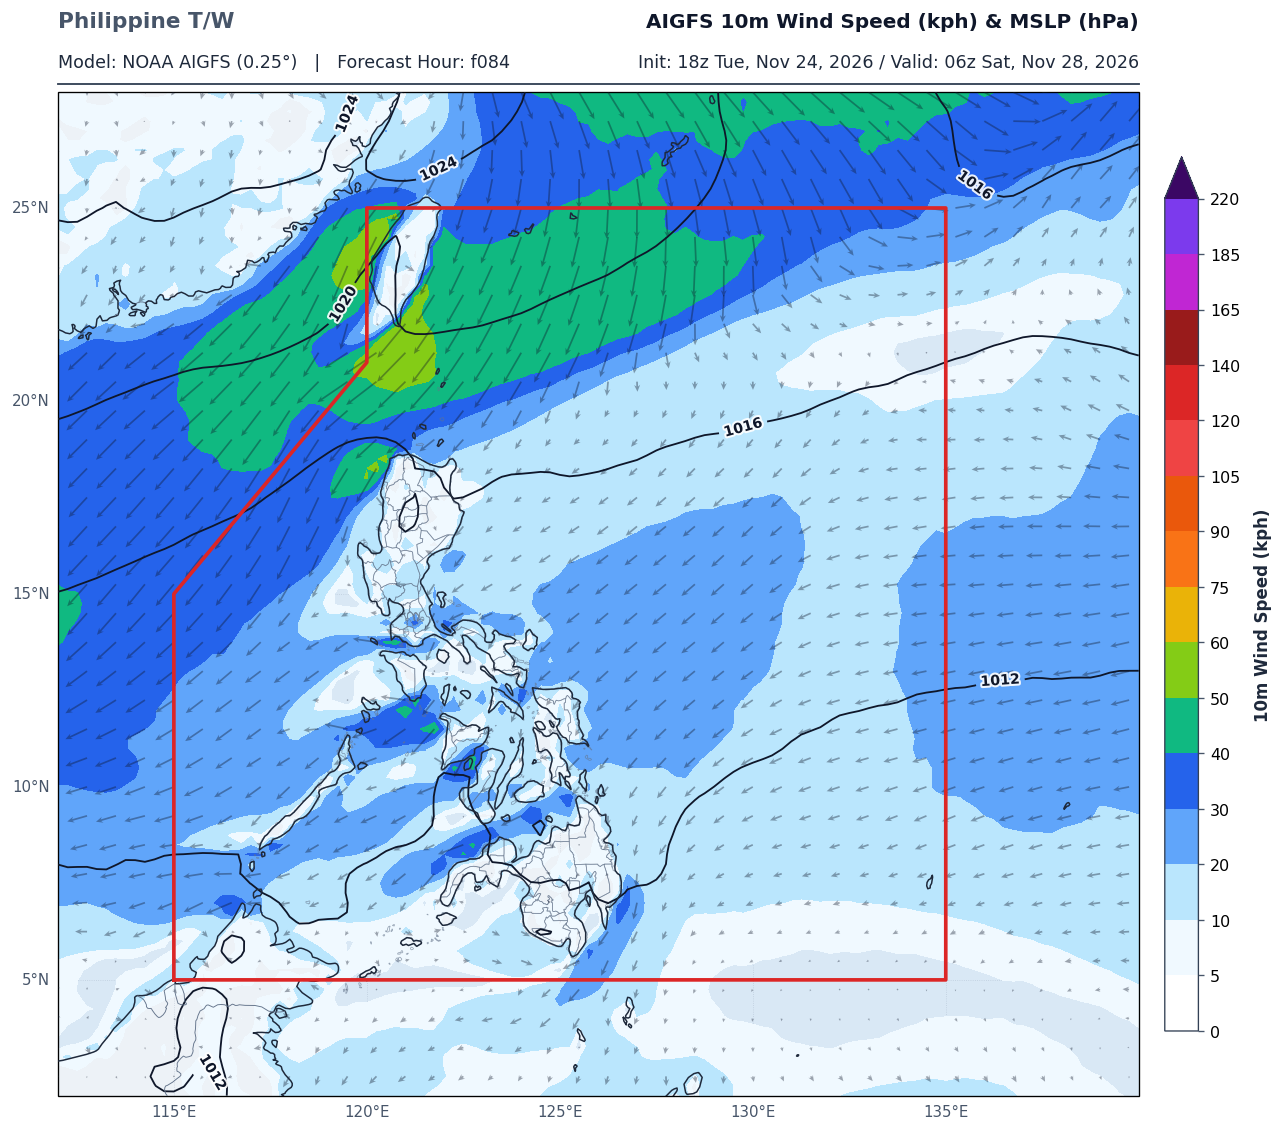 Philippine T/W
AIGFS 10m Wind Speed (kph) & MSLP (hPa)
Model: NOAA AIGFS (0.25°) | Forecast Hour: f084
Init: 18z Tue, Nov 24, 2026 / Valid: 06z Sat, Nov 28, 2026
1024
1024
1016
1020
1016
1012
1012
25°N
20°N
15°N
10°N
5°N
115°E
120°E
125°E
130°E
135°E
220
185
165
140
120
105
90
75
60
50
40
30
20
10
5
0
10m Wind Speed (kph)